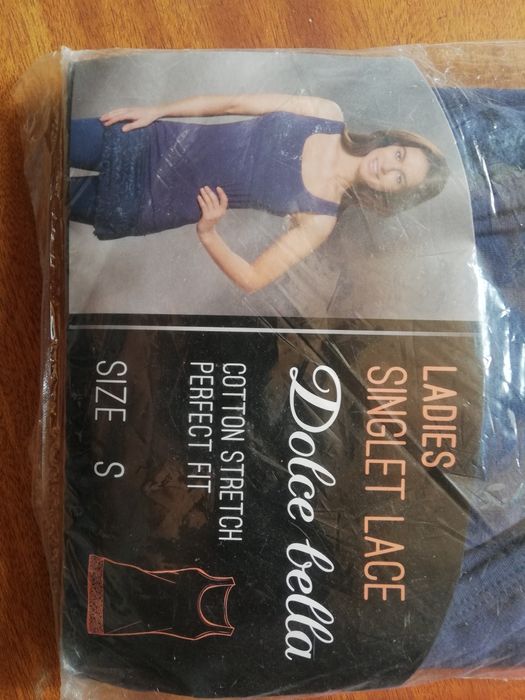 LADIES
SINGLET LACE
Dolce bella
COTTON STRETCH
PERFECT FIT
SIZE S